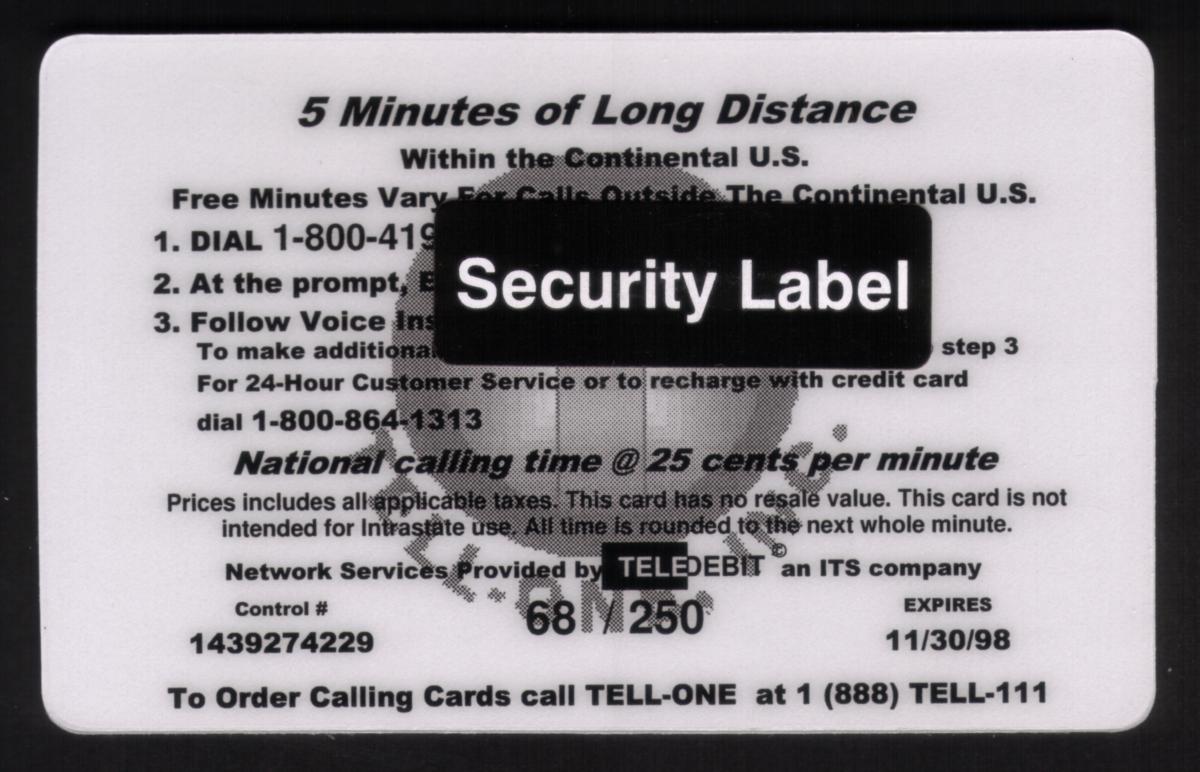 5 Minutes of Long Distance
Within the Continental U.S.
Free Minutes Vary For Calls Outside The Continental U.S.
1. DIAL 1-800-419
2. At the prompt,
3. Follow Voice
Security Label
To make additional step 3
For 24-Hour Customer Service or to recharge with credit card
dial 1-800-864-1313
National calling time @ 25 cents per minute
Prices includes all applicable taxes. This card has no resale value. This card is not
intended for Intrastate use. All time is rounded to the next whole minute.
Network Services Provided by TELEDEBIT © an ITS company
TELL-ONE, INC.
Control # EXPIRES
1439274229 68 / 250 11/30/98
To Order Calling Cards call TELL-ONE at 1 (888) TELL-111